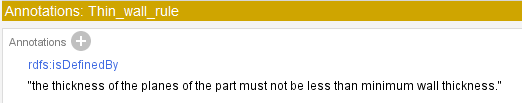 Annotations: Thin_wall_rule
Annotations +
rdfs:isDefinedBy
"the thickness of the planes of the part must not be less than minimum wall thickness."